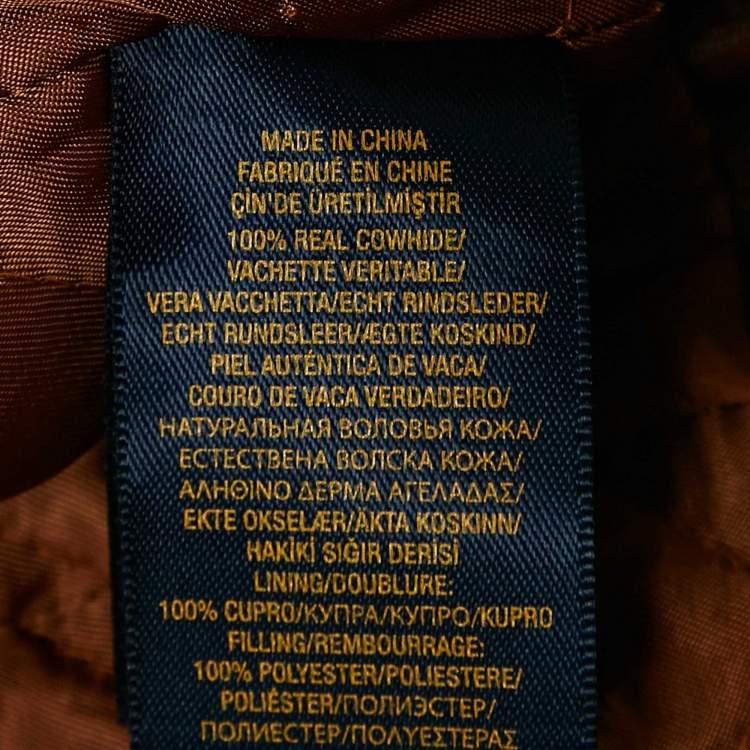 MADE IN CHINA
FABRIQUÉ EN CHINE
ÇİN'DE ÜRETİLMİŞTİR
100% REAL COWHIDE/
VACHETTE VERITABLE/
VERA VACCHETTA/ECHT RINDSLEDER/
ECHT RUNDSLEER/ÆGTE KOSKIND/
PIEL AUTÉNTICA DE VACA/
COURO DE VACA VERDADEIRO/
НАТУРАЛЬНАЯ ВОЛОВЬЯ КОЖА/
ЕСТЕСТВЕНА ВОЛСКА КОЖА/
ΑΛΗΘΙΝΟ ΔΕΡΜΑ ΑΓΕΛΑΔΑΣ/
EKTE OKSELÆR/ÄKTA KOSKINN/
HAKİKİ SIĞIR DERİSİ
LINING/DOUBLURE:
100% CUPRO/КУПРА/КУПРО/KUPRO
FILLING/REMBOURRAGE:
100% POLYESTER/POLIESTERE/
POLIÉSTER/ПОЛИЭСТЕР/
ПОЛИЕСТЕР/ΠΟΛΥΕΣΤΕΡΑΣ